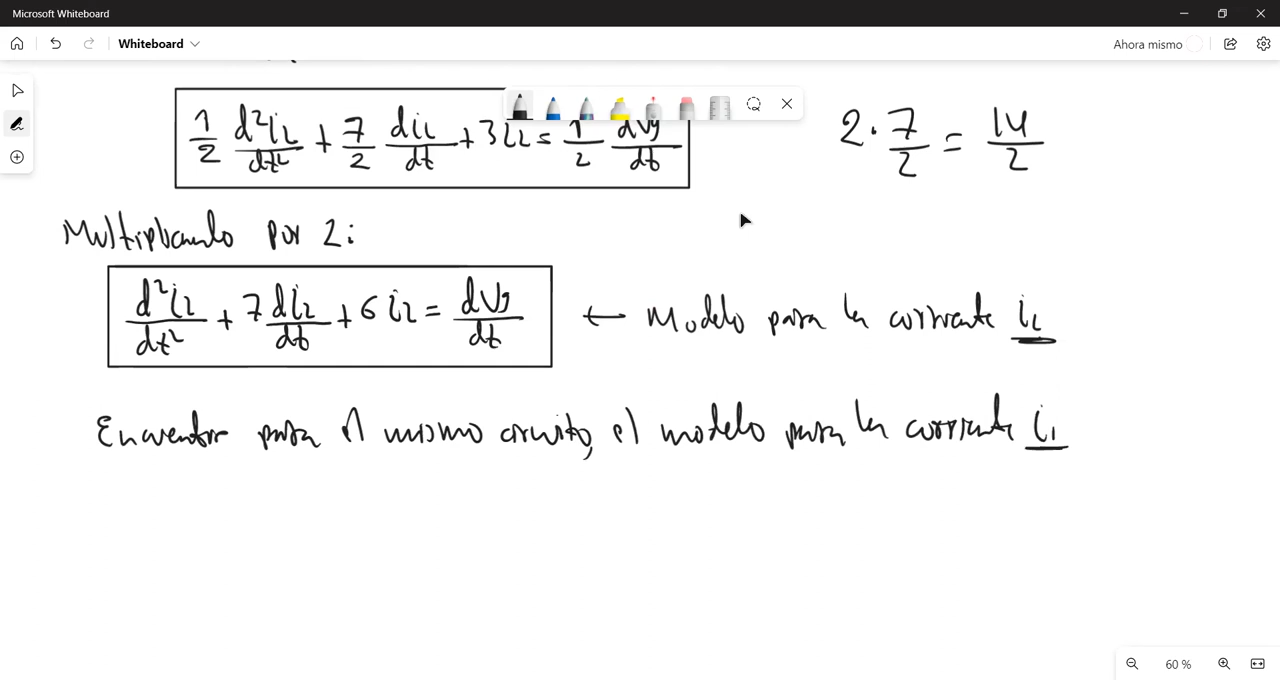 Microsoft Whiteboard
Whiteboard
Ahora mismo
1/2 d²i₂/dt² + 7/2 di₂/dt + 3i₂ = 1/2 dVg/dt
2 · 7/2 = 14/2
Multiplicando por 2:
d²i₂/dt² + 7 di₂/dt + 6 i₂ = dVg/dt ← Modelo para la corriente i₂
Encuentre para el mismo circuito, el modelo para la corriente i₁
60 %